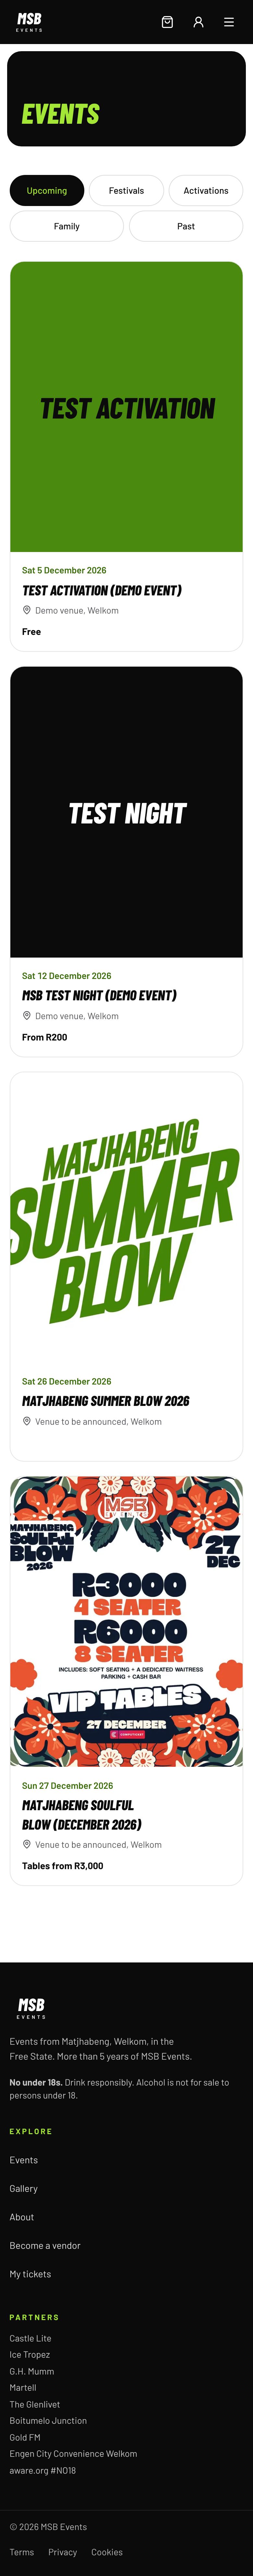 MSB
EVENTS
EVENTS
Upcoming
Festivals
Activations
Family
Past
TEST ACTIVATION
Sat 5 December 2026
TEST ACTIVATION (DEMO EVENT)
Demo venue, Welkom
Free
TEST NIGHT
Sat 12 December 2026
MSB TEST NIGHT (DEMO EVENT)
Demo venue, Welkom
From R200
MATJHABENG
SUMMER
BLOW
Sat 26 December 2026
MATJHABENG SUMMER BLOW 2026
Venue to be announced, Welkom
MSB
EVENTS
MATJHABENG
SOULFUL
BLOW
2026
27
DEC
R3000
4 SEATER
R6000
8 SEATER
INCLUDES: SOFT SEATING + A DEDICATED WAITRESS
PARKING + CASH BAR
VIP TABLES
27 DECEMBER
COMPUTICKET
Sun 27 December 2026
MATJHABENG SOULFUL
BLOW (DECEMBER 2026)
Venue to be announced, Welkom
Tables from R3,000
MSB
EVENTS
Events from Matjhabeng, Welkom, in the
Free State. More than 5 years of MSB Events.
No under 18s. Drink responsibly. Alcohol is not for sale to
persons under 18.
EXPLORE
Events
Gallery
About
Become a vendor
My tickets
PARTNERS
Castle Lite
Ice Tropez
G.H. Mumm
Martell
The Glenlivet
Boitumelo Junction
Gold FM
Engen City Convenience Welkom
aware.org #NO18
© 2026 MSB Events
Terms
Privacy
Cookies